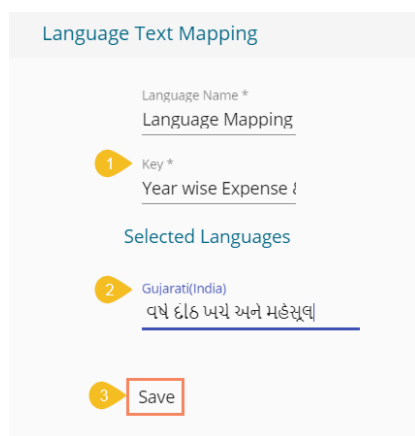 Language Text Mapping
Language Name *
Language Mapping
1
Key *
Year wise Expense &
Selected Languages
2
Gujarati(India)
વર્ષ દીઠ ખર્ચ અને મહેસૂલ
3
Save